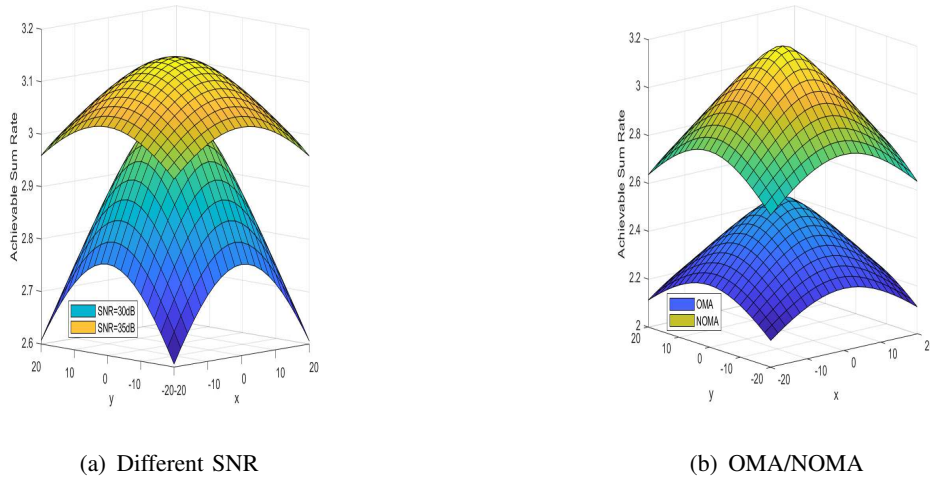 3.2
3.1
3
2.9
2.8
2.7
2.6
Achievable Sum Rate
SNR=30dB
SNR=35dB
20
10
0
-10
-20
y
-20
-10
0
10
20
x
(a) Different SNR
3.2
3
2.8
2.6
2.4
2.2
2
Achievable Sum Rate
OMA
NOMA
20
10
0
-10
-20
y
-20
-10
0
10
2
x
(b) OMA/NOMA